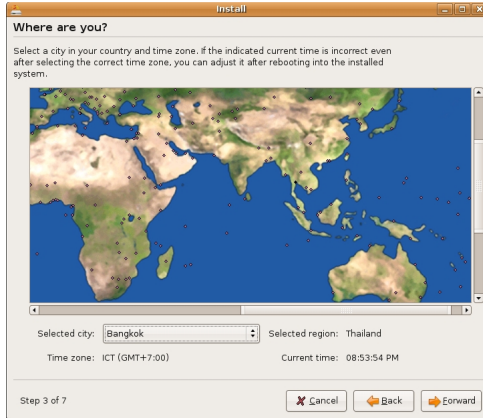 Install
Where are you?
Select a city in your country and time zone. If the indicated current time is incorrect even
after selecting the correct time zone, you can adjust it after rebooting into the installed
system.
Selected city: Bangkok Selected region: Thailand
Time zone: ICT (GMT+7:00) Current time: 08:53:54 PM
Step 3 of 7 Cancel Back Forward